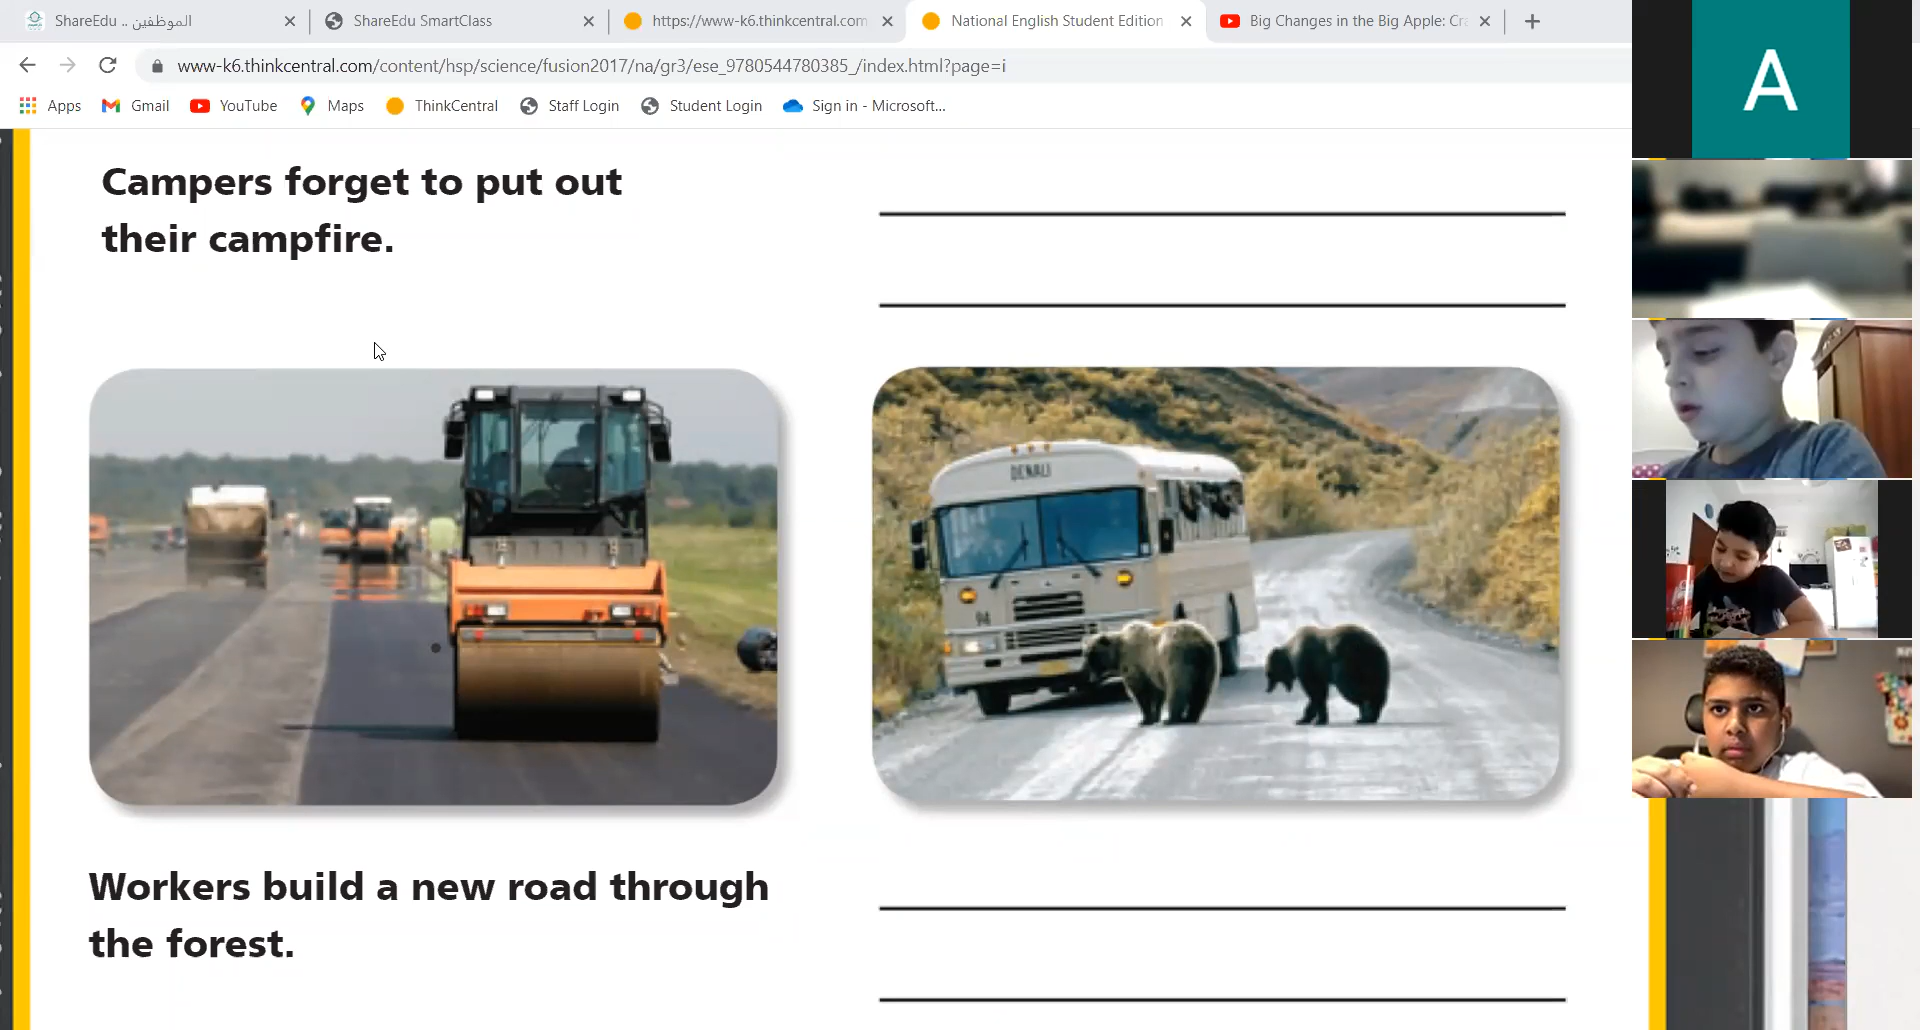 ShareEdu .. الموظفين
ShareEdu SmartClass
https://www-k6.thinkcentral.com
National English Student Edition
Big Changes in the Big Apple: Cra
www-k6.thinkcentral.com/content/hsp/science/fusion2017/na/gr3/ese_9780544780385_/index.html?page=i
Apps
Gmail
YouTube
Maps
ThinkCentral
Staff Login
Student Login
Sign in - Microsoft...
A
Campers forget to put out
their campfire.
DENALI
94
Workers build a new road through
the forest.